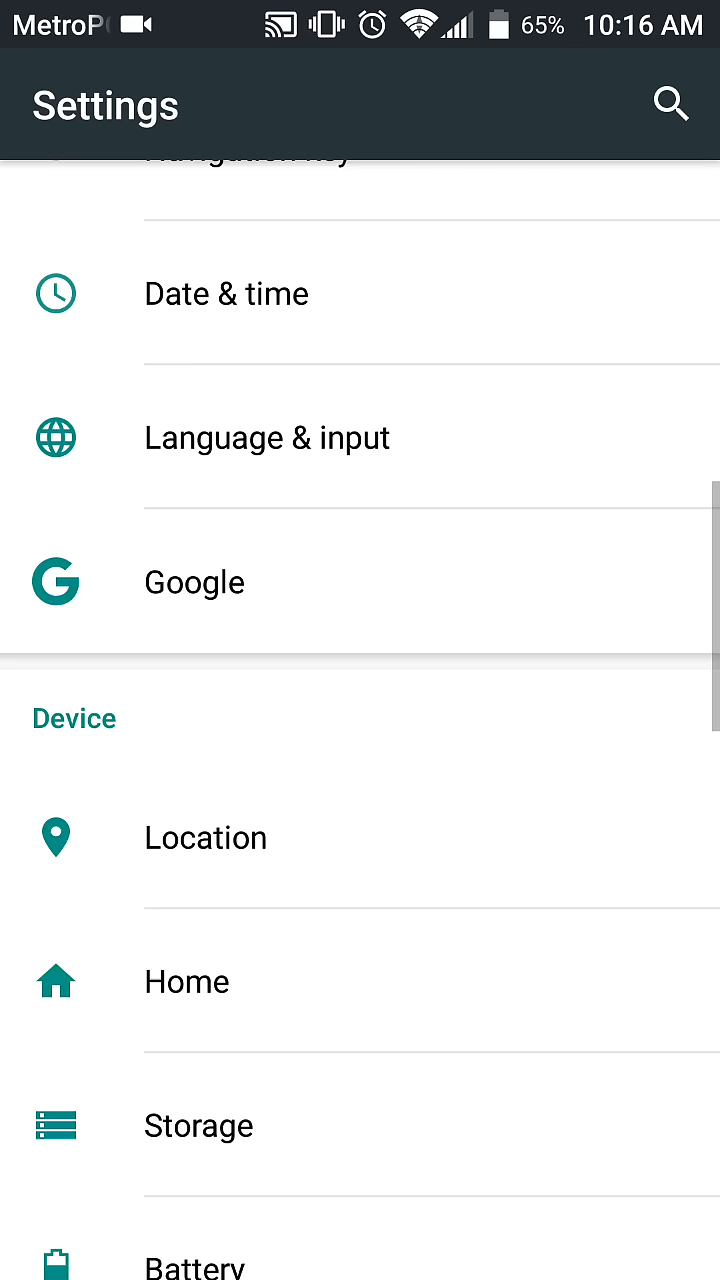 MetroP 65% 10:16 AM
Settings
Date & time
Language & input
Google
Device
Location
Home
Storage
Battery